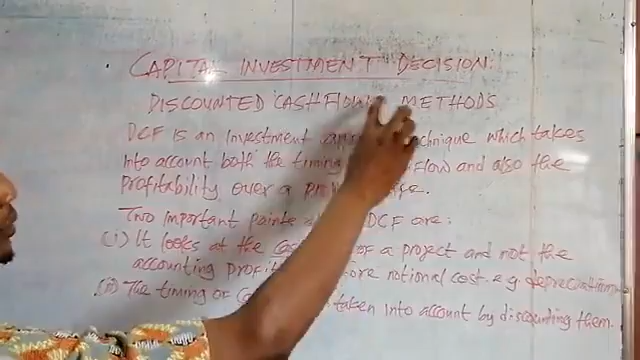 CAPITAL INVESTMENT DECISION:
DISCOUNTED CASHFLOW METHODS
DCF is an Investment technique which takes
into account both the timing Flow and also the
profitability over a
Two important points DCF are:
(i) It looks at the of a project and not the
accounting notional cost. e.g. depreciation
(ii) The timing or taken into account by discounting them.